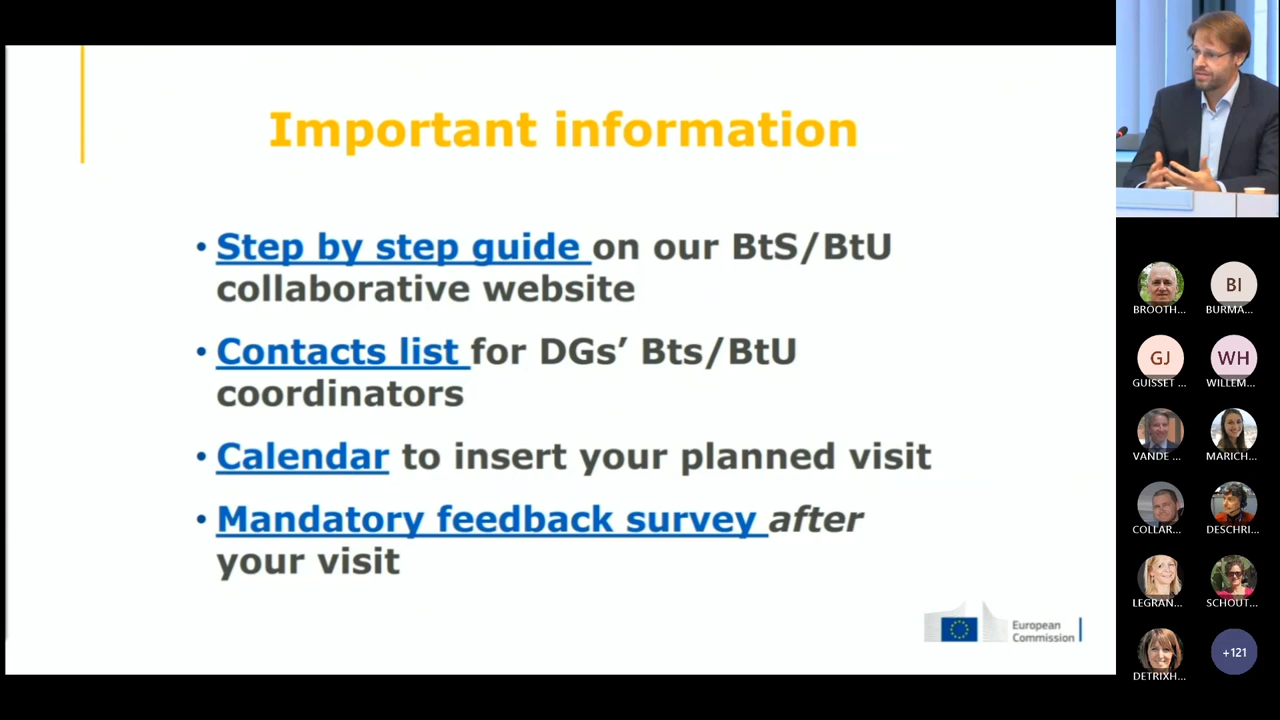 Important information
• Step by step guide on our BtS/BtU
collaborative website
• Contacts list for DGs’ Bts/BtU
coordinators
• Calendar to insert your planned visit
• Mandatory feedback survey after
your visit
European
Commission
BROOTH...
BI
BURMA...
GJ
GUISSET ...
WH
WILLEM...
VANDE ...
MARICH...
COLLAR...
DESCHRI...
LEGRAN...
SCHOUT...
DETRIXH...
+121